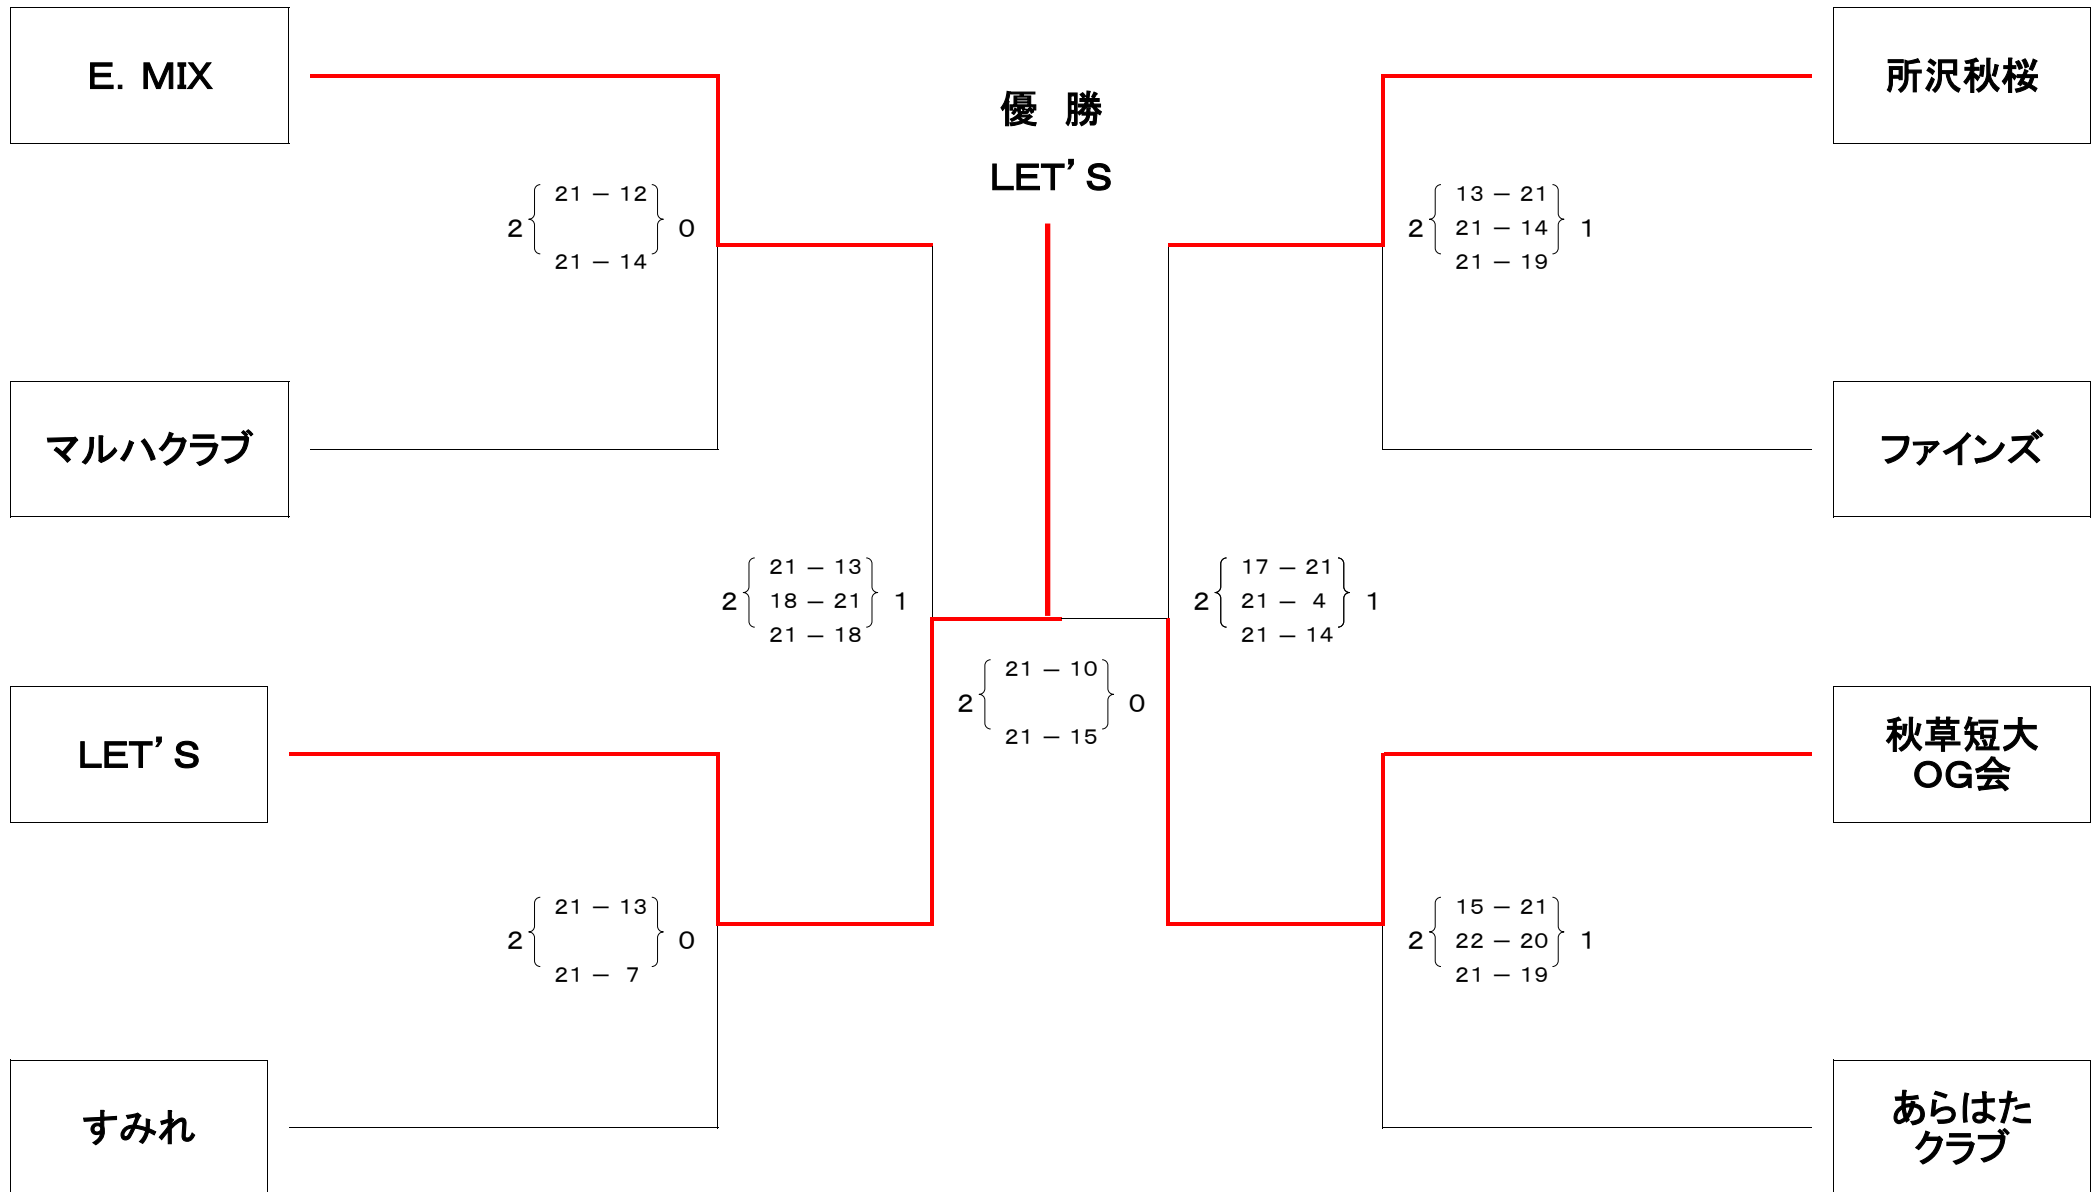 E．MIX
所沢秋桜
優　勝
LET’S
2
21 － 12
21 － 14
0
2
13 － 21
21 － 14
21 － 19
1
マルハクラブ
ファインズ
2
21 － 13
18 － 21
21 － 18
1
2
17 － 21
21 － 4
21 － 14
1
2
21 － 10
21 － 15
0
LET’S
秋草短大
OG会
2
21 － 13
21 － 7
0
2
15 － 21
22 － 20
21 － 19
1
すみれ
あらはた
クラブ